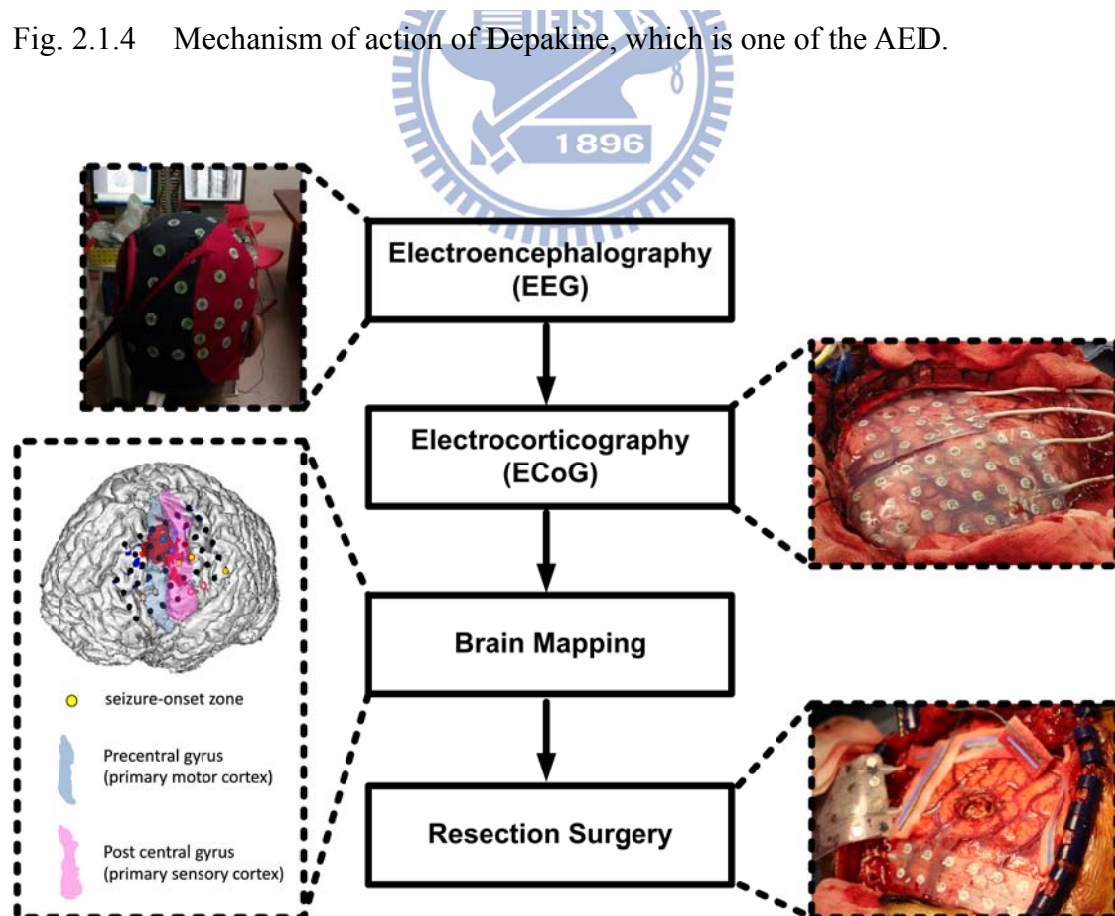 Fig. 2.1.4 Mechanism of action of Depakine, which is one of the AED.
1896
Electroencephalography
(EEG)
Electrocorticography
(ECoG)
Brain Mapping
seizure-onset zone
Precentral gyrus
(primary motor cortex)
Post central gyrus
(primary sensory cortex)
Resection Surgery